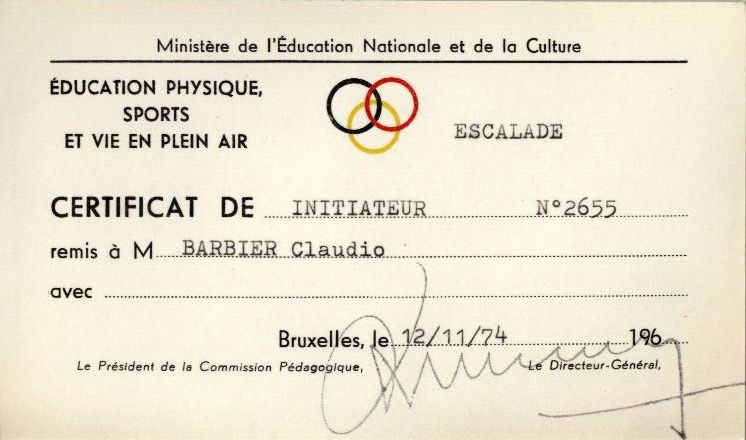 Ministère de l'Éducation Nationale et de la Culture
ÉDUCATION PHYSIQUE,
SPORTS
ET VIE EN PLEIN AIR
ESCALADE
CERTIFICAT DE INITIATEUR N°2655
remis à M BARBIER Claudio
avec
Bruxelles, le 12/11/74 196
Le Président de la Commission Pédagogique, Le Directeur-Général,